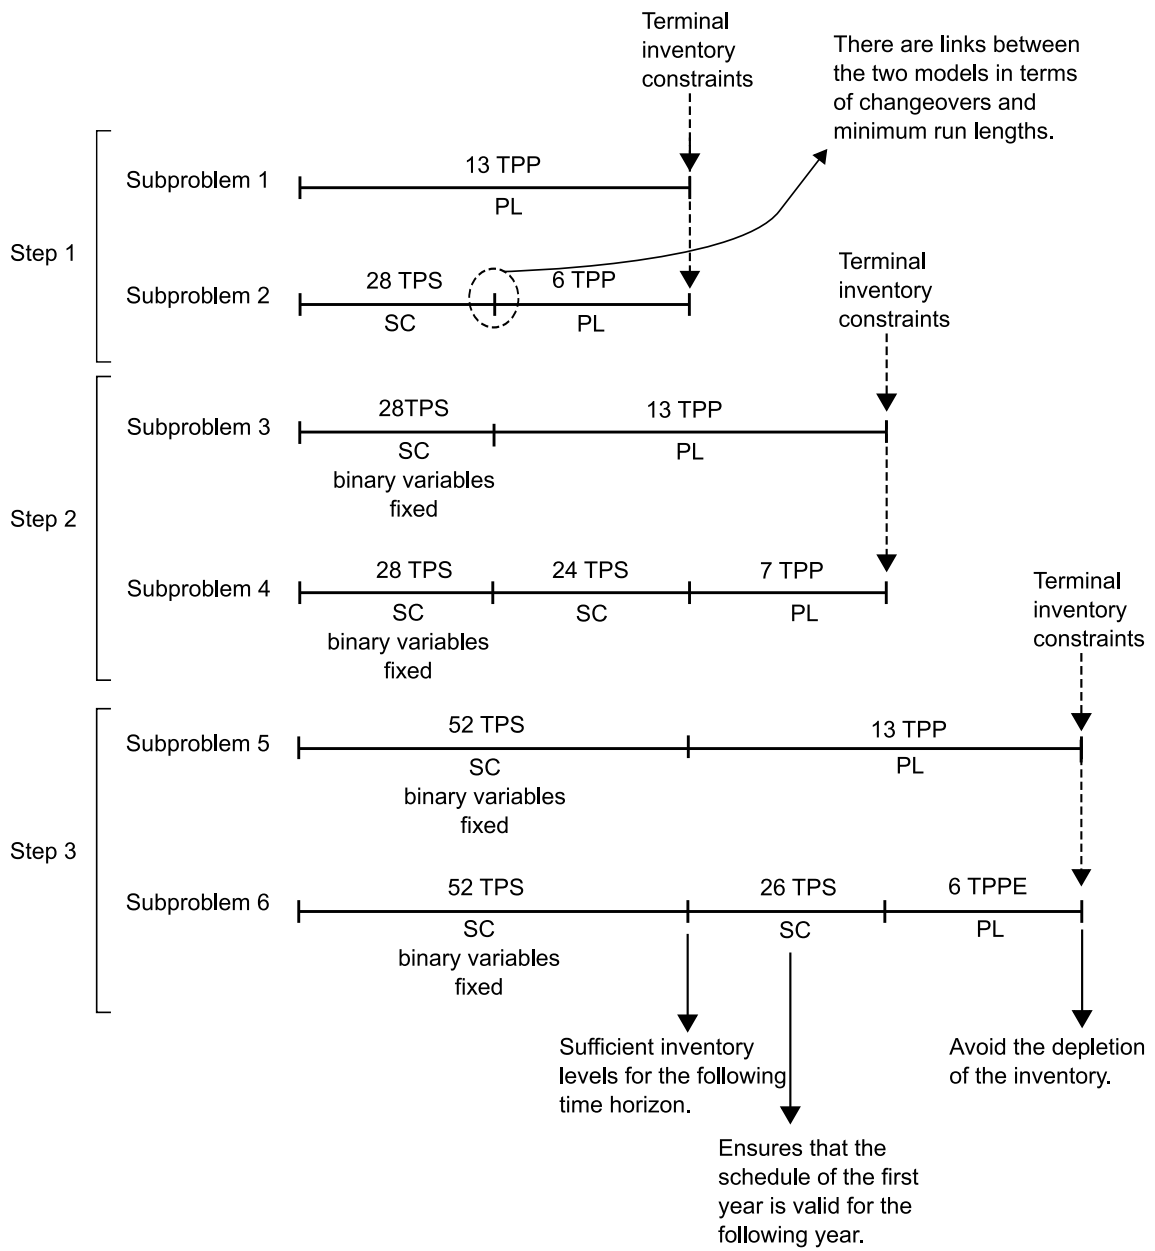 Terminal
inventory
constraints
There are links between
the two models in terms
of changeovers and
minimum run lengths.
Step 1
Subproblem 1
13 TPP
PL
Subproblem 2
28 TPS
SC
6 TPP
PL
Terminal
inventory
constraints
Step 2
Subproblem 3
28TPS
SC
binary variables
fixed
13 TPP
PL
Subproblem 4
28 TPS
SC
binary variables
fixed
24 TPS
SC
7 TPP
PL
Terminal
inventory
constraints
Step 3
Subproblem 5
52 TPS
SC
binary variables
fixed
13 TPP
PL
Subproblem 6
52 TPS
SC
binary variables
fixed
26 TPS
SC
6 TPPE
PL
Sufficient inventory
levels for the following
time horizon.
Avoid the depletion
of the inventory.
Ensures that the
schedule of the first
year is valid for the
following year.